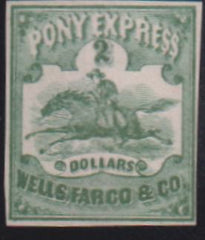 PONY EXPRESS
2
DOLLARS
WELLS, FARGO & CO.